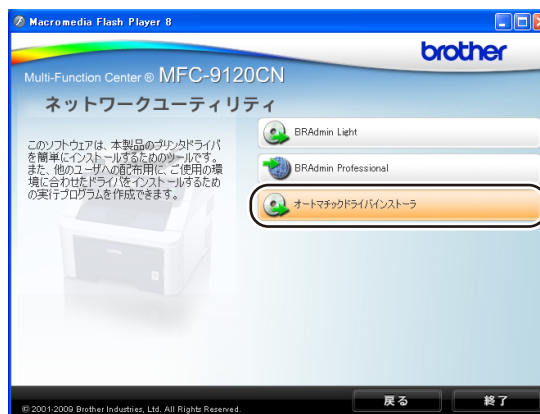 Macromedia Flash Player 8
brother
Multi-Function Center ® MFC-9120CN
ネットワークユーティリティ
このソフトウェアは、本製品のプリンタドライバ
を簡単にインストールするためのツールです。
また、他のユーザへの配布用に、ご使用の環
境に合わせたドライバをインストールするため
の実行プログラムを作成できます。
BRAdmin Light
BRAdmin Professional
オートマチックドライバインストーラ
© 2001-2009 Brother Industries, Ltd. All Rights Reserved.
戻る
終了